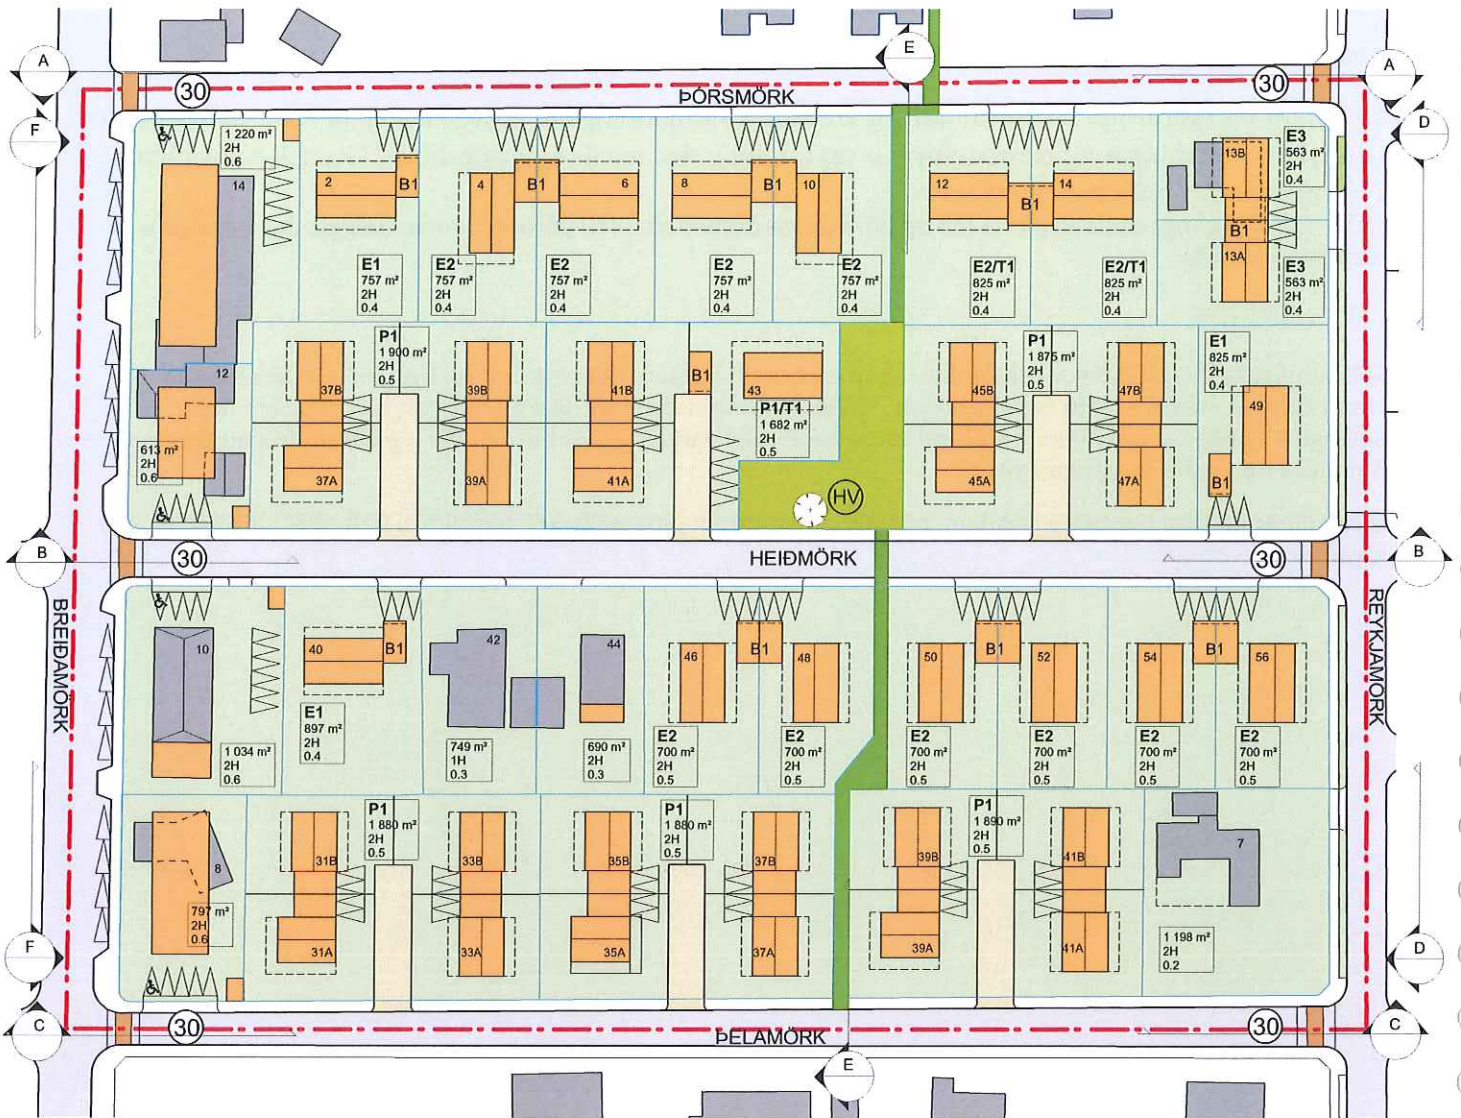 E
A
A
30
ÞÓRSMÖRK
30
F
D
1 220 m²
2H
0.6
14
2
B1
4
B1
6
8
B1
10
12
B1
14
13B
E3
563 m²
2H
0.4
B1
13A
E1
757 m²
2H
0.4
E2
757 m²
2H
0.4
E2
757 m²
2H
0.4
E2
757 m²
2H
0.4
E2
757 m²
2H
0.4
E2/T1
825 m²
2H
0.4
E2/T1
825 m²
2H
0.4
E3
563 m²
2H
0.4
12
613 m²
2H
0.6
37B
P1
1 900 m²
2H
0.5
39B
41B
B1
43
P1/T1
1 682 m²
2H
0.5
45B
P1
1 875 m²
2H
0.5
47B
E1
825 m²
2H
0.4
49
37A
39A
41A
HV
45A
47A
B1
B
30
HEIÐMÖRK
30
B
BREIÐAMÖRK
REYKJAMÖRK
10
1 034 m²
2H
0.6
40
B1
E1
897 m²
2H
0.4
42
749 m²
1H
0.3
44
690 m²
2H
0.3
46
B1
48
E2
700 m²
2H
0.5
E2
700 m²
2H
0.5
50
B1
52
E2
700 m²
2H
0.5
E2
700 m²
2H
0.5
54
B1
56
E2
700 m²
2H
0.5
E2
700 m²
2H
0.5
8
797 m²
2H
0.6
31B
P1
1 880 m²
2H
0.5
33B
35B
P1
1 880 m²
2H
0.5
37B
39B
P1
1 890 m²
2H
0.5
41B
7
1 198 m²
2H
0.2
31A
33A
35A
37A
39A
41A
F
D
C
30
ÞELAMÖRK
30
C
E